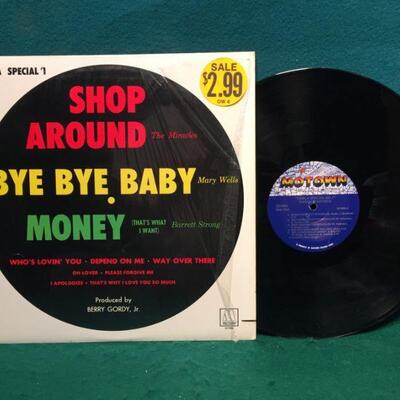 SPECIAL '1
SALE
$2.99
OW 4
SHOP
AROUND The Miracles
BYE BYE BABY Mary Wells
MONEY (THAT'S WHAT
I WANT) Barrett Strong
WHO'S LOVIN' YOU • DEPEND ON ME • WAY OVER THERE
OH LOVER • PLEASE FORGIVE ME
I APOLOGIZE • THAT'S WHY I LOVE YOU SO MUCH
Produced by
BERRY GORDY, Jr.
M
MOTOWN